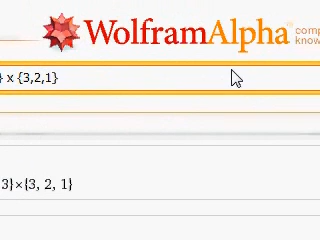 WolframAlpha
} x {3,2,1}
3}×{3, 2, 1}